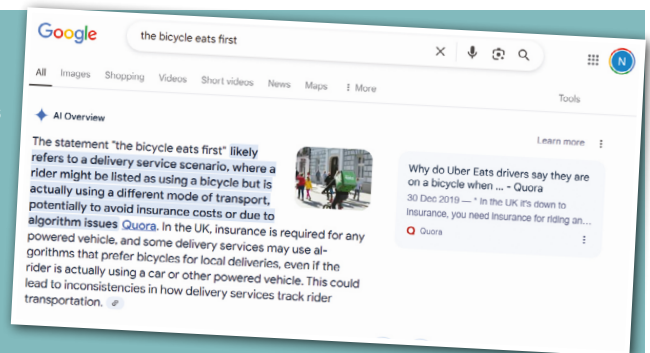 Google
the bicycle eats first
N
All Images Shopping Videos Short videos News Maps More
Tools
AI Overview
Learn more
The statement "the bicycle eats first" likely
refers to a delivery service scenario, where a
rider might be listed as using a bicycle but is
actually using a different mode of transport,
potentially to avoid insurance costs or due to
algorithm issues Quora. In the UK, insurance is required for any
powered vehicle, and some delivery services may use al-
gorithms that prefer bicycles for local deliveries, even if the
rider is actually using a car or other powered vehicle. This could
lead to inconsistencies in how delivery services track rider
transportation.
Why do Uber Eats drivers say they are
on a bicycle when ... - Quora
30 Dec 2019 — " In the UK it's down to
insurance, you need insurance for riding an...
Quora